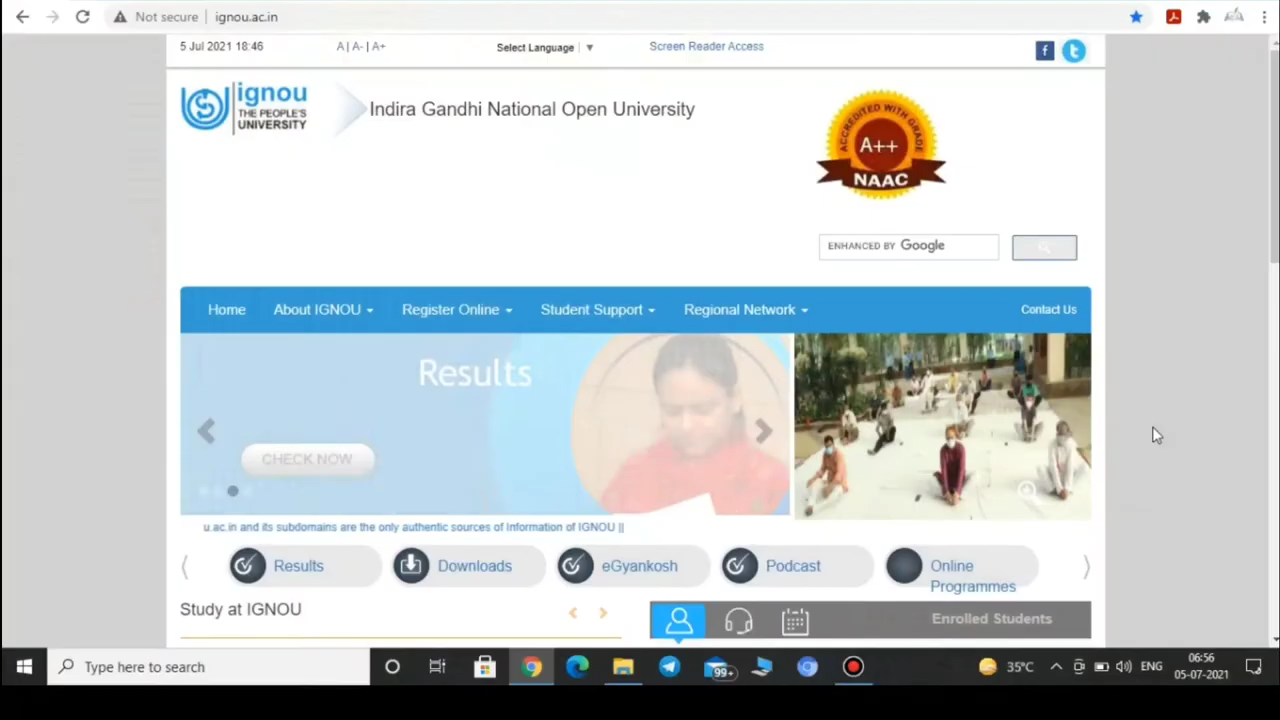 Not secure
ignou.ac.in
5 Jul 2021 18:46
A | A- | A+
Select Language ▼
Screen Reader Access
f
t
ignou
THE PEOPLE'S
UNIVERSITY
Indira Gandhi National Open University
ACCREDITED WITH GRADE
A++
NAAC
ENHANCED BY Google
Home
About IGNOU
Register Online
Student Support
Regional Network
Contact Us
Results
CHECK NOW
u.ac.in and its subdomains are the only authentic sources of Information of IGNOU ||
Results
Downloads
eGyankosh
Podcast
Online
Programmes
Study at IGNOU
Enrolled Students
Type here to search
99+
35°C
ENG
06:56
05-07-2021